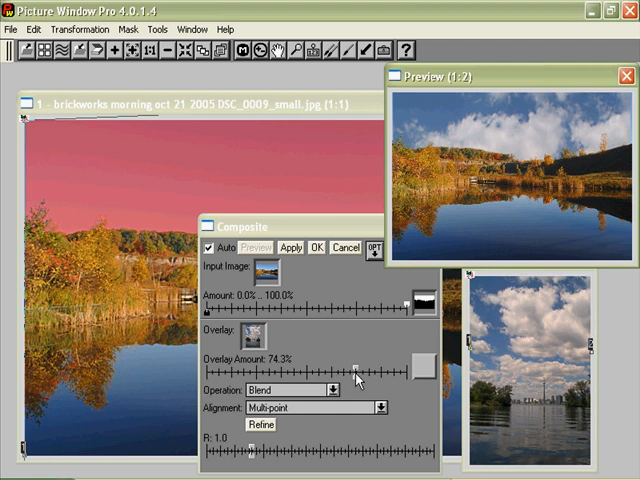 Picture Window Pro 4.0.1.4
File Edit Transformation Mask Tools Window Help
1:1
?
Preview (1:2)
1 - brickworks morning oct 21 2005 DSC_0009_small.jpg (1:1)
Composite
Auto Preview Apply OK Cancel OPT
Input Image:
Amount: 0.0% .. 100.0%
Overlay:
Overlay Amount: 74.3%
Operation: Blend
Alignment: Multi-point
Refine
R: 1.0